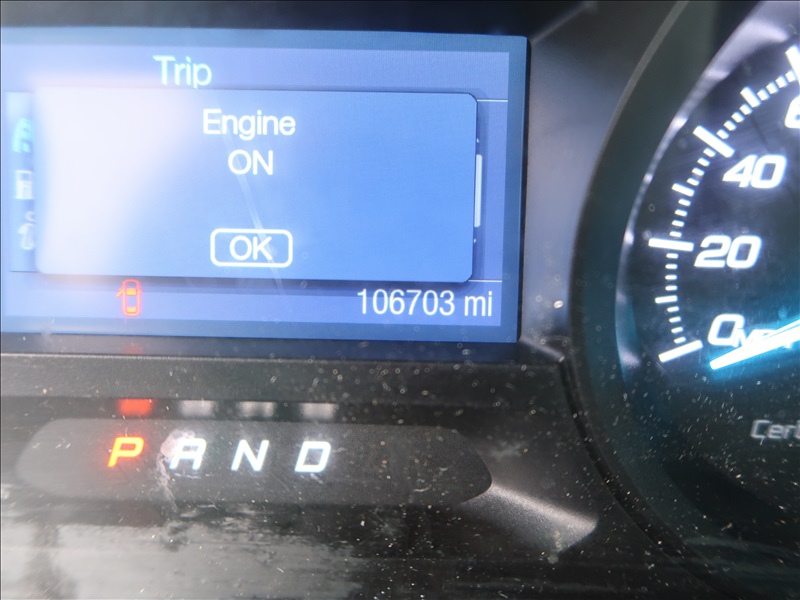 Trip
Engine
ON
OK
106703 mi
40
20
0
P R N D